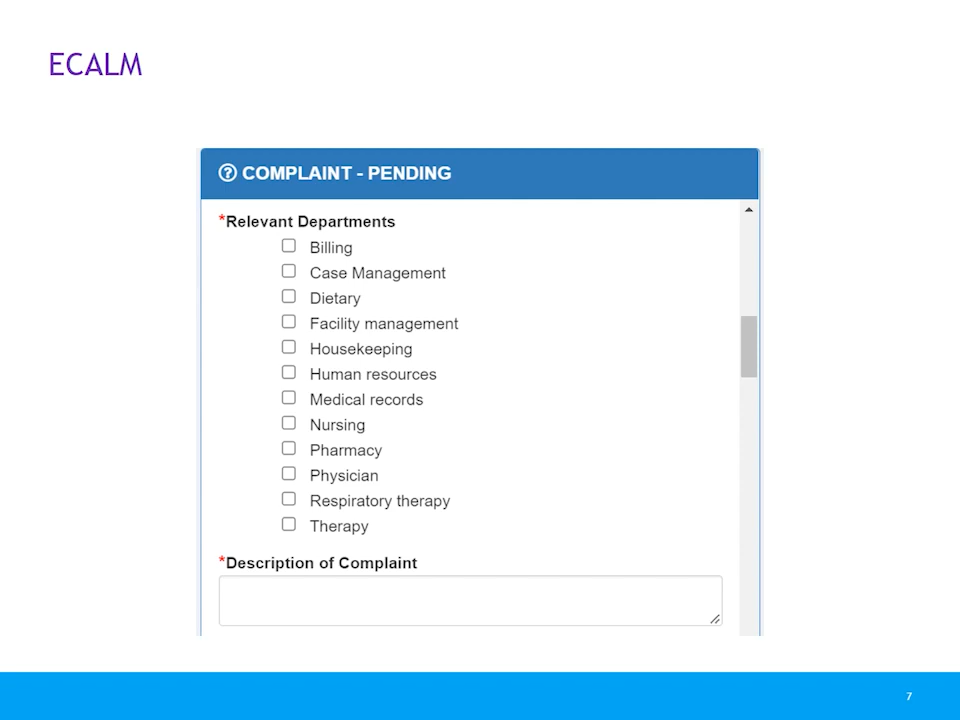 ECALM
COMPLAINT - PENDING
*Relevant Departments
Billing
Case Management
Dietary
Facility management
Housekeeping
Human resources
Medical records
Nursing
Pharmacy
Physician
Respiratory therapy
Therapy
*Description of Complaint
7